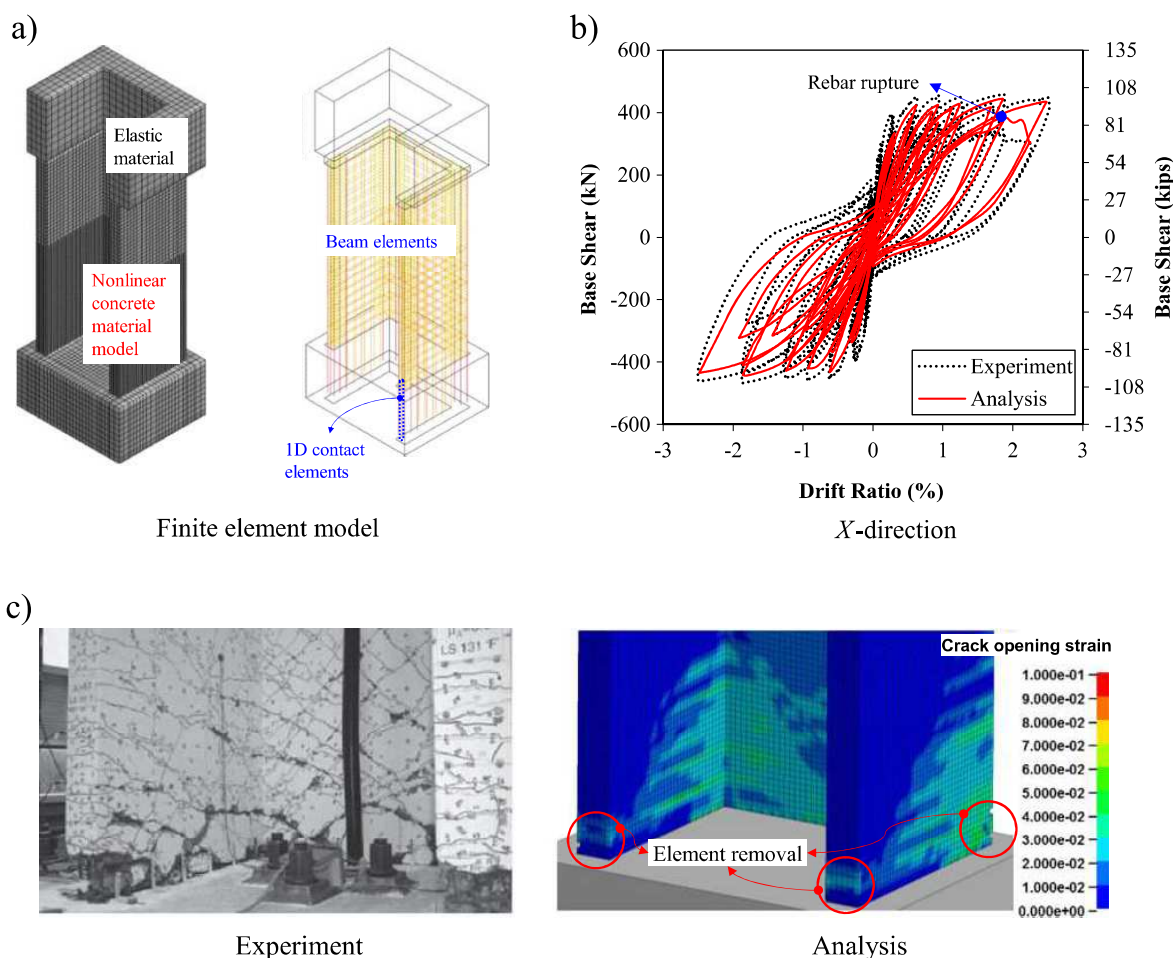 a)
Elastic
material
Nonlinear
concrete
material
model
Beam elements
1D contact
elements
Finite element model
b)
Rebar rupture
600
400
200
0
-200
-400
-600
Base Shear (kN)
135
108
81
54
27
0
-27
-54
-81
-108
-135
Base Shear (kips)
Experiment
Analysis
-3
-2
-1
0
1
2
3
Drift Ratio (%)
X-direction
c)
LS 131 F
Experiment
Crack opening strain
1.000e-01
9.000e-02
8.000e-02
7.000e-02
6.000e-02
5.000e-02
4.000e-02
3.000e-02
2.000e-02
1.000e-02
0.000e+00
Element removal
Analysis